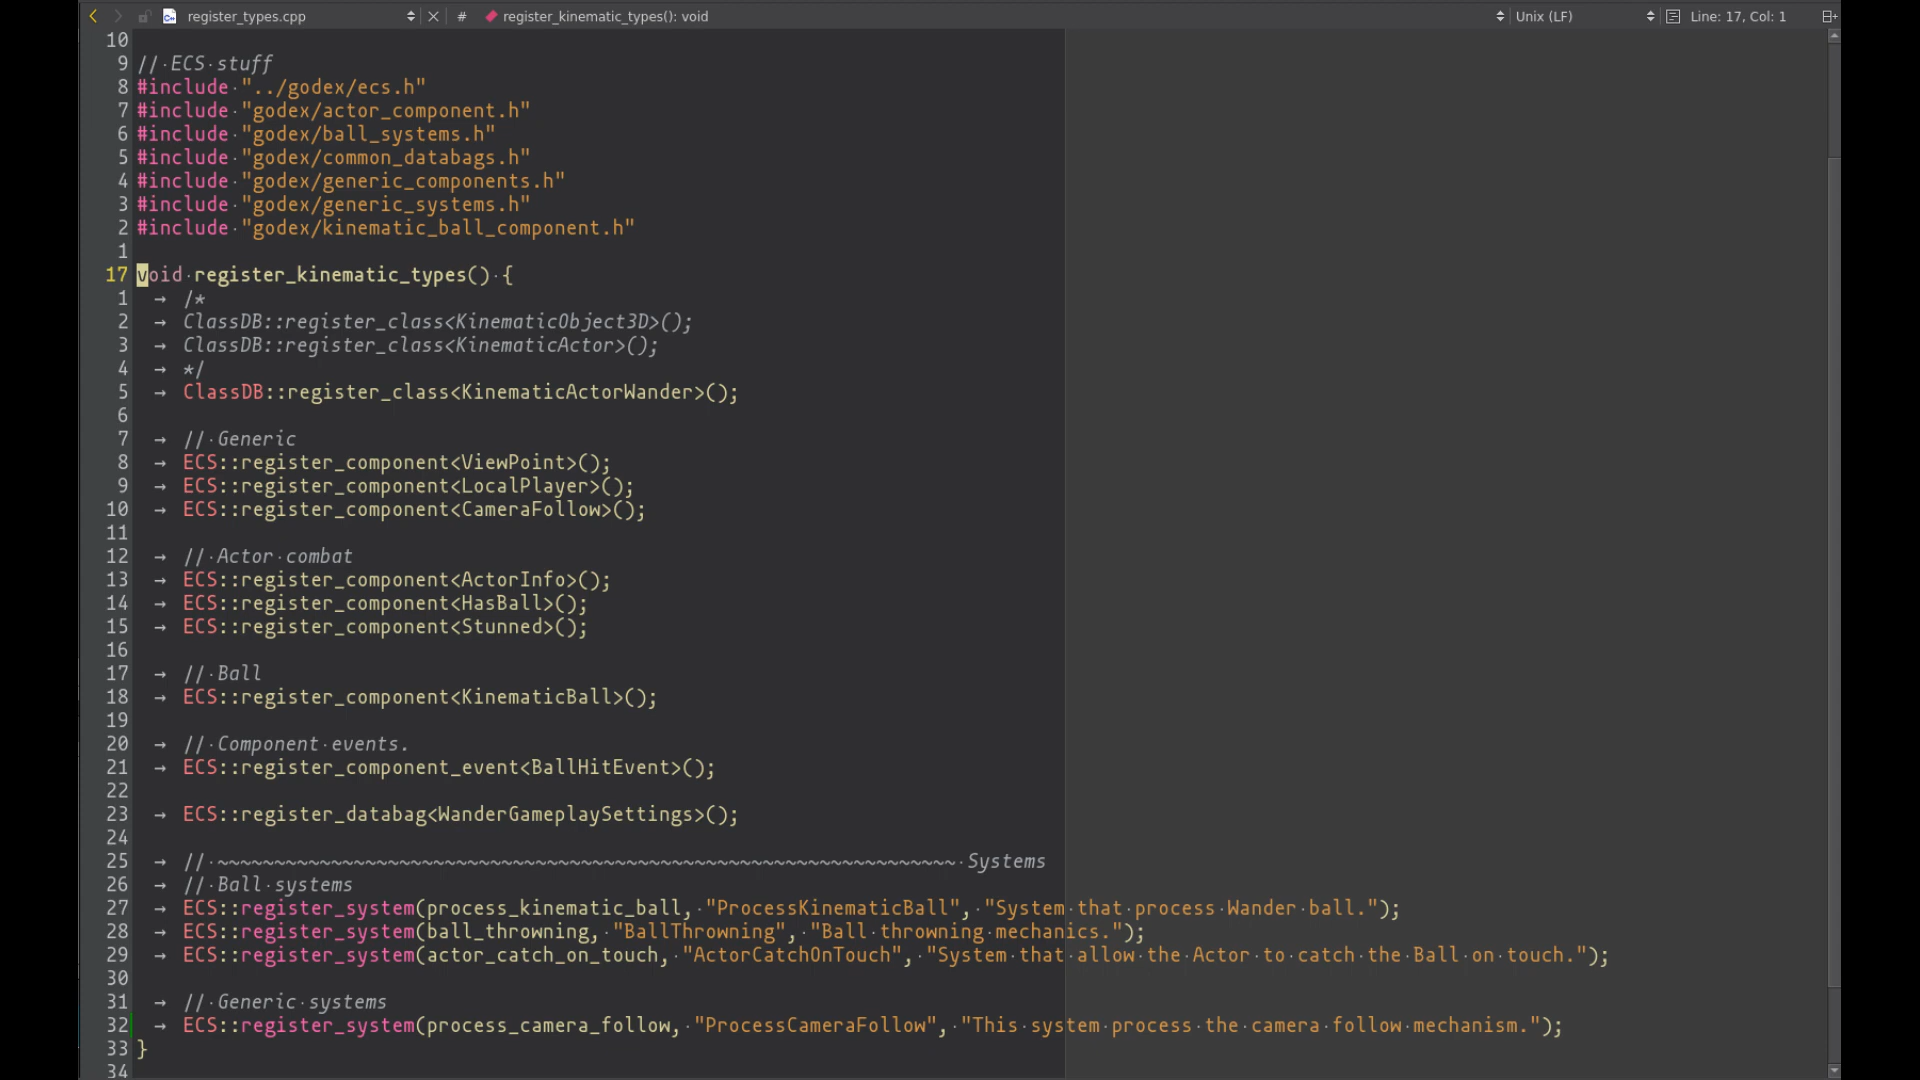 register_types.cpp # register_kinematic_types(): void Unix (LF) Line: 17, Col: 1
10
9 // ECS stuff
8 #include "../godex/ecs.h"
7 #include "godex/actor_component.h"
6 #include "godex/ball_systems.h"
5 #include "godex/common_databags.h"
4 #include "godex/generic_components.h"
3 #include "godex/generic_systems.h"
2 #include "godex/kinematic_ball_component.h"
1
17 void register_kinematic_types() {
1 → /*
2 → ClassDB::register_class<KinematicObject3D>();
3 → ClassDB::register_class<KinematicActor>();
4 → */
5 → ClassDB::register_class<KinematicActorWander>();
6
7 → // Generic
8 → ECS::register_component<ViewPoint>();
9 → ECS::register_component<LocalPlayer>();
10 → ECS::register_component<CameraFollow>();
11
12 → // Actor combat
13 → ECS::register_component<ActorInfo>();
14 → ECS::register_component<HasBall>();
15 → ECS::register_component<Stunned>();
16
17 → // Ball
18 → ECS::register_component<KinematicBall>();
19
20 → // Component events.
21 → ECS::register_component_event<BallHitEvent>();
22
23 → ECS::register_databag<WanderGameplaySettings>();
24
25 → // ~~~~~~~~~~~~~~~~~~~~~~~~~~~~~~~~~~~~~~~~~~~~~~~~~~~~~~~~~~~~~~~~ Systems
26 → // Ball systems
27 → ECS::register_system(process_kinematic_ball, "ProcessKinematicBall", "System that process Wander ball.");
28 → ECS::register_system(ball_throwning, "BallThrowning", "Ball throwning mechanics.");
29 → ECS::register_system(actor_catch_on_touch, "ActorCatchOnTouch", "System that allow the Actor to catch the Ball on touch.");
30
31 → // Generic systems
32 → ECS::register_system(process_camera_follow, "ProcessCameraFollow", "This system process the camera follow mechanism.");
33 }
34